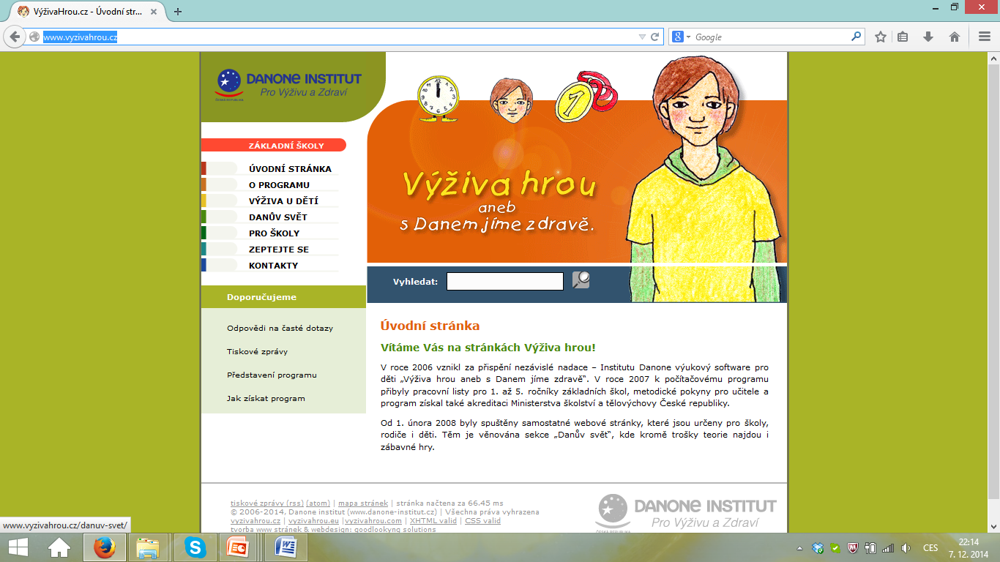 VýživaHrou.cz - Úvodní str...
www.vyzivahrou.cz
Google
DANONE INSTITUT
Pro Výživu a Zdraví
ČESKÁ REPUBLIKA
ZÁKLADNÍ ŠKOLY
ÚVODNÍ STRÁNKA
O PROGRAMU
VÝŽIVA U DĚTÍ
DANŮV SVĚT
PRO ŠKOLY
ZEPTEJTE SE
KONTAKTY
Doporučujeme
Odpovědi na časté dotazy
Tiskové zprávy
Představení programu
Jak získat program
Výživa hrou
aneb
s Danem jíme zdravě.
Vyhledat:
Úvodní stránka
Vítáme Vás na stránkách Výživa hrou!
V roce 2006 vznikl za přispění nezávislé nadace – Institutu Danone výukový software pro
děti „Výživa hrou aneb s Danem jíme zdravě“. V roce 2007 k počítačovému programu
přibyly pracovní listy pro 1. až 5. ročníky základních škol, metodické pokyny pro učitele a
program získal také akreditaci Ministerstva školství a tělovýchovy České republiky.
Od 1. února 2008 byly spuštěny samostatné webové stránky, které jsou určeny pro školy,
rodiče i děti. Těm je věnována sekce „Danův svět“, kde kromě trošky teorie najdou i
zábavné hry.
tiskové zprávy (rss) (atom) | mapa stránek | stránka načtena za 66.45 ms
© 2006-2014, Danone institut (www.danone-institut.cz) | Všechna práva vyhrazena
vyzivahrou.cz | vyzivahrou.eu |vyzivahrou.com | XHTML valid | CSS valid
tvorba www stránek & webdesign: goodlookyng solutions
DANONE INSTITUT
Pro Výživu a Zdraví
ČESKÁ REPUBLIKA
www.vyzivahrou.cz/danuv-svet/
CES
22:14
7. 12. 2014